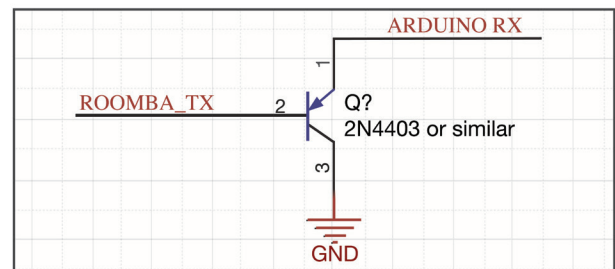 ARDUINO RX
1
ROOMBA_TX
2
Q?
2N4403 or similar
3
GND